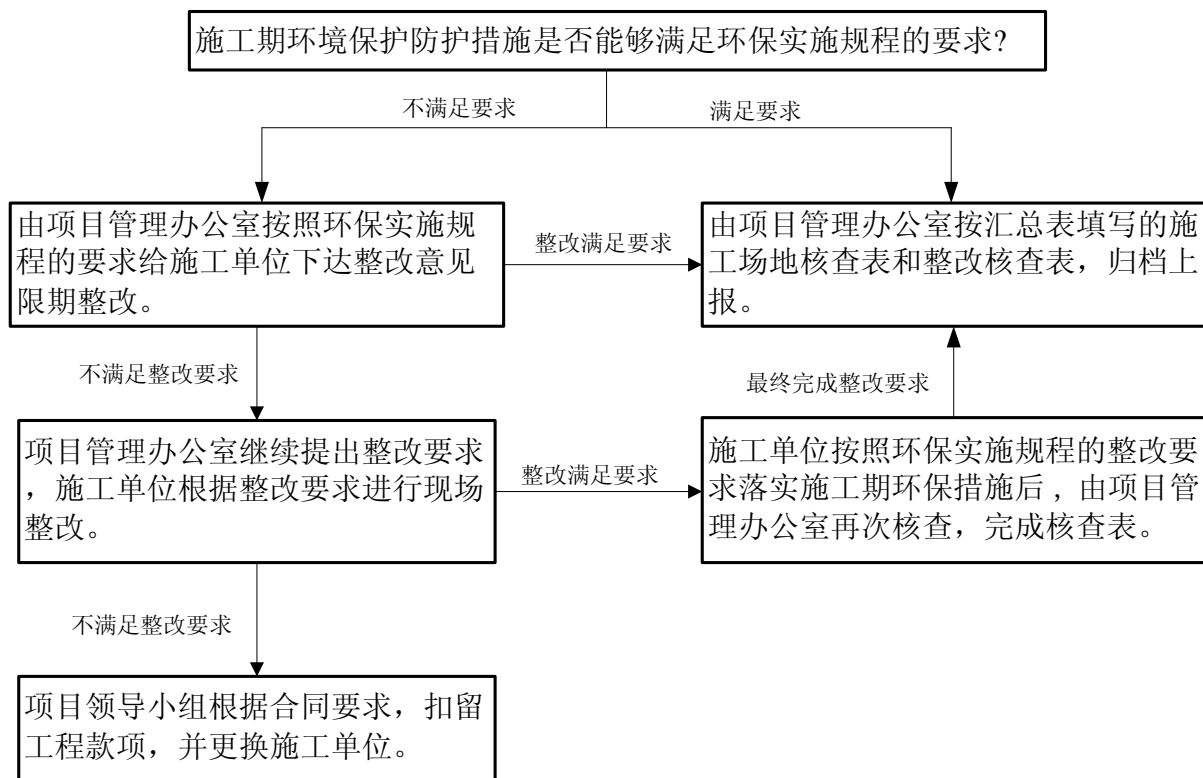 施工期环境保护防护措施是否能够满足环保实施规程的要求?
不满足要求
满足要求
由项目管理办公室按照环保实施规
程的要求给施工单位下达整改意见
限期整改。
整改满足要求
由项目管理办公室按汇总表填写的施
工场地核查表和整改核查表，归档上
报。
不满足整改要求
最终完成整改要求
项目管理办公室继续提出整改要求
，施工单位根据整改要求进行现场
整改。
整改满足要求
施工单位按照环保实施规程的整改要
求落实施工期环保措施后，由项目管
理办公室再次核查，完成核查表。
不满足整改要求
项目领导小组根据合同要求，扣留
工程款项，并更换施工单位。